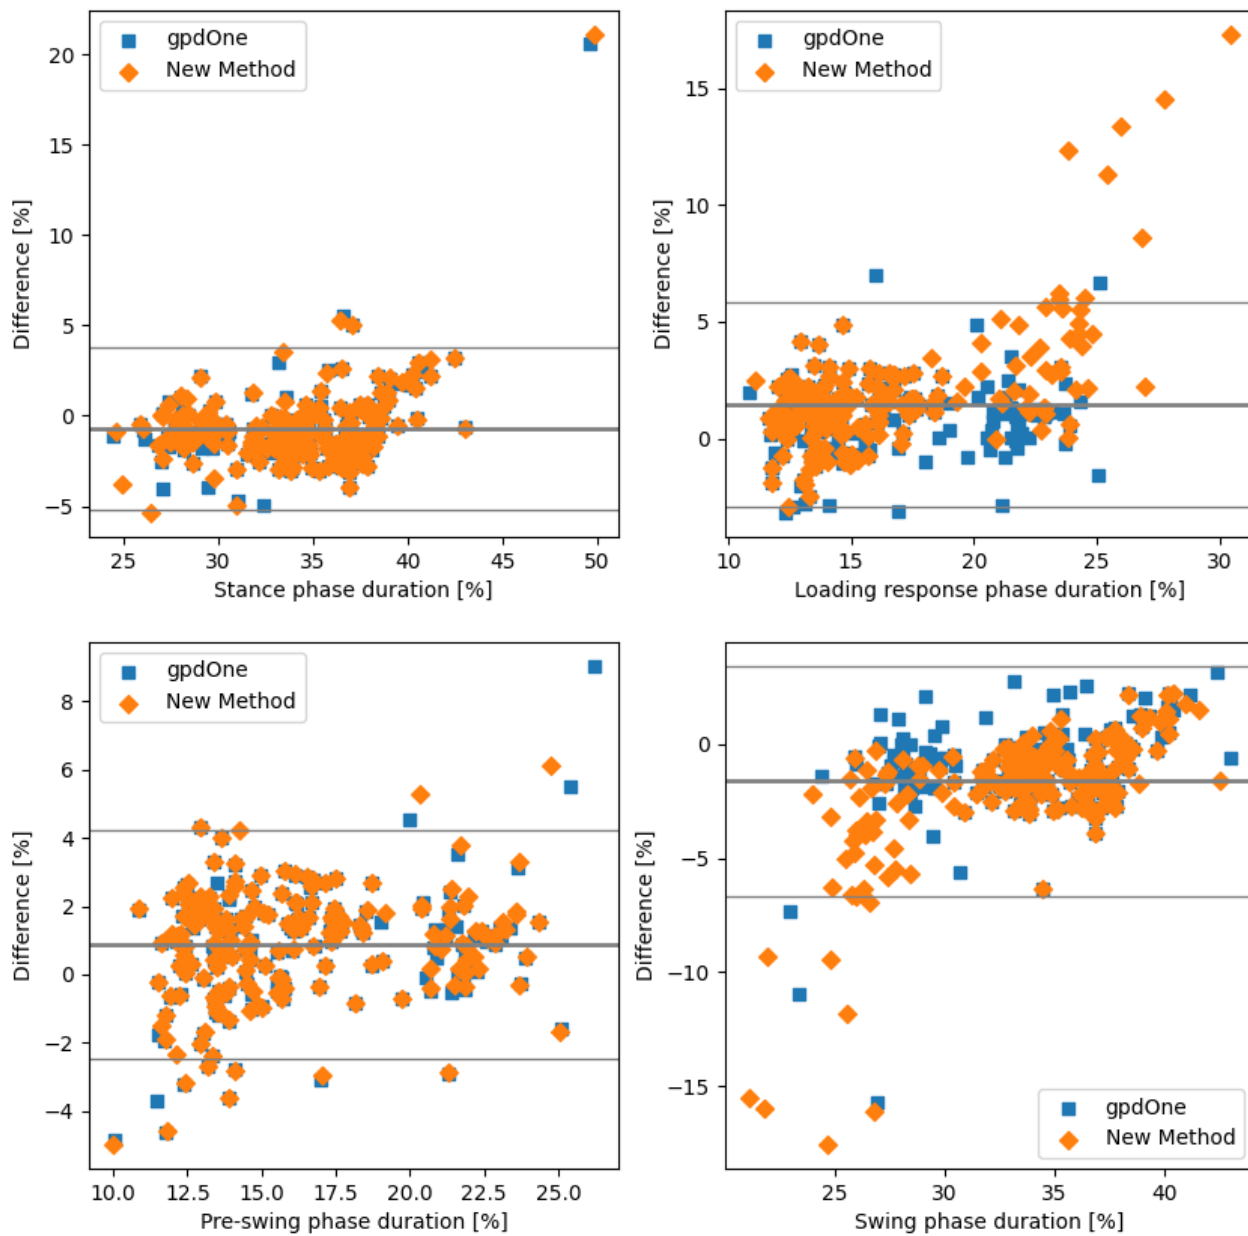 gpdOne
New Method
20
15
10
5
0
−5
Difference [%]
25
30
35
40
45
50
Stance phase duration [%]
gpdOne
New Method
15
10
5
0
Difference [%]
10
15
20
25
30
Loading response phase duration [%]
gpdOne
New Method
8
6
4
2
0
−2
−4
Difference [%]
10.0
12.5
15.0
17.5
20.0
22.5
25.0
Pre-swing phase duration [%]
0
−5
−10
−15
Difference [%]
gpdOne
New Method
25
30
35
40
Swing phase duration [%]